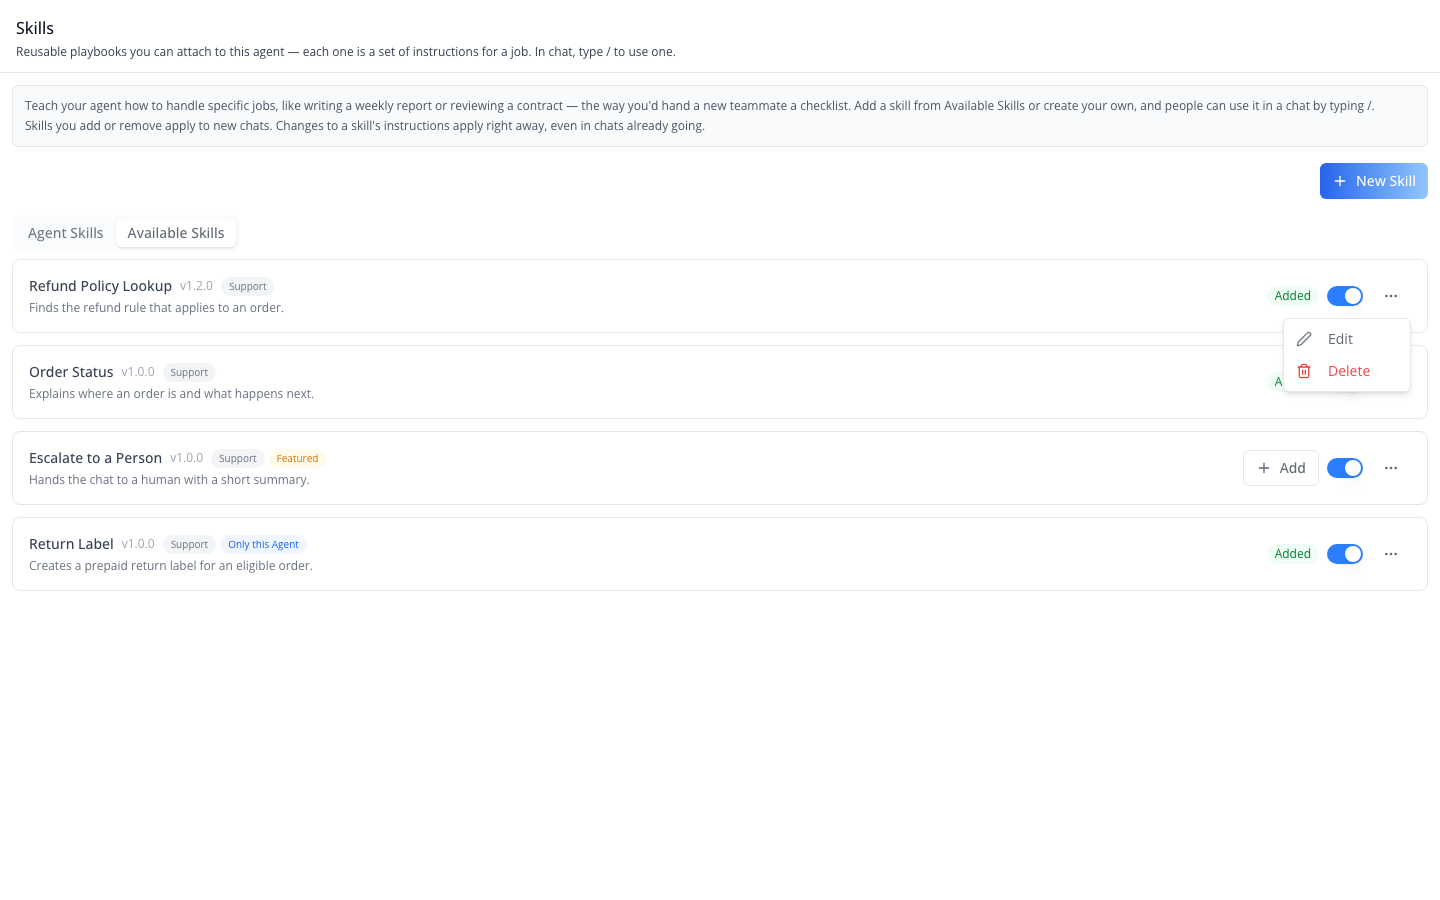 Skills
Reusable playbooks you can attach to this agent — each one is a set of instructions for a job. In chat, type / to use one.
Teach your agent how to handle specific jobs, like writing a weekly report or reviewing a contract — the way you'd hand a new teammate a checklist. Add a skill from Available Skills or create your own, and people can use it in a chat by typing /.
Skills you add or remove apply to new chats. Changes to a skill's instructions apply right away, even in chats already going.
New Skill
Agent Skills Available Skills
Refund Policy Lookup v1.2.0 Support
Finds the refund rule that applies to an order.
Added
Edit
Delete
Order Status v1.0.0 Support
Explains where an order is and what happens next.
Escalate to a Person v1.0.0 Support Featured
Hands the chat to a human with a short summary.
Add
Return Label v1.0.0 Support Only this Agent
Creates a prepaid return label for an eligible order.
Added